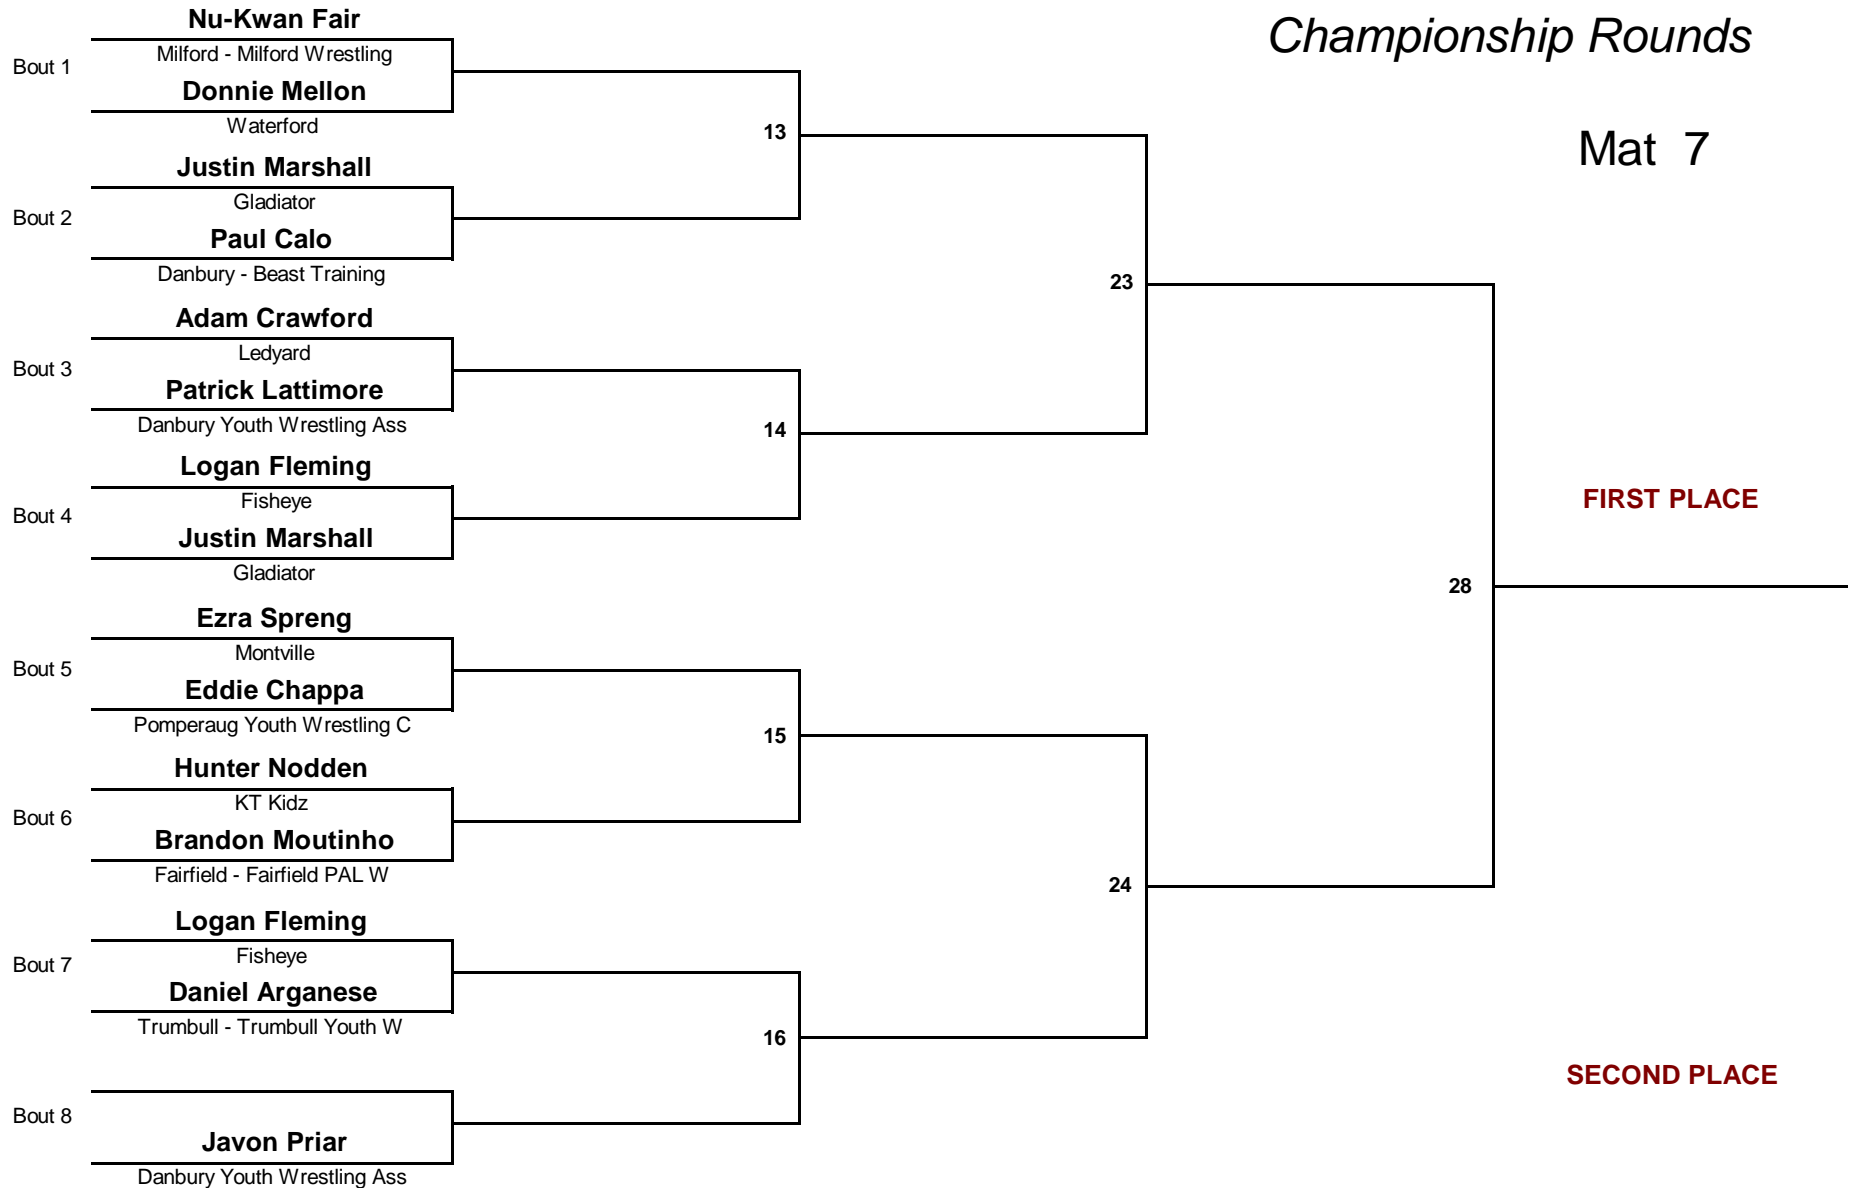 Championship Rounds
Mat 7
Nu-Kwan Fair
Bout 1
Milford - Milford Wrestling
Donnie Mellon
Waterford
13
Justin Marshall
Bout 2
Gladiator
Paul Calo
Danbury - Beast Training
23
Adam Crawford
Bout 3
Ledyard
Patrick Lattimore
Danbury Youth Wrestling Ass
14
Logan Fleming
Bout 4
Fisheye
Justin Marshall
Gladiator
FIRST PLACE
28
Ezra Spreng
Bout 5
Montville
Eddie Chappa
Pomperaug Youth Wrestling C
15
Hunter Nodden
Bout 6
KT Kidz
Brandon Moutinho
Fairfield - Fairfield PAL W
24
Logan Fleming
Bout 7
Fisheye
Daniel Arganese
Trumbull - Trumbull Youth W
16
SECOND PLACE
Bout 8
Javon Priar
Danbury Youth Wrestling Ass